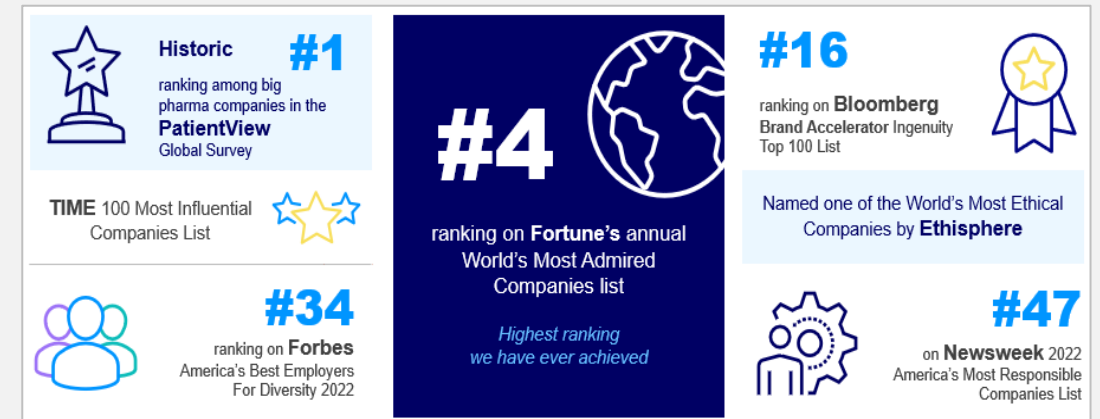 Historic #1
ranking among big
pharma companies in the
PatientView
Global Survey
TIME 100 Most Influential
Companies List
#34
ranking on Forbes
America's Best Employers
For Diversity 2022
#4
ranking on Fortune's annual
World's Most Admired
Companies list
Highest ranking
we have ever achieved
#16
ranking on Bloomberg
Brand Accelerator Ingenuity
Top 100 List
Named one of the World's Most Ethical
Companies by Ethisphere
#47
on Newsweek 2022
America's Most Responsible
Companies List